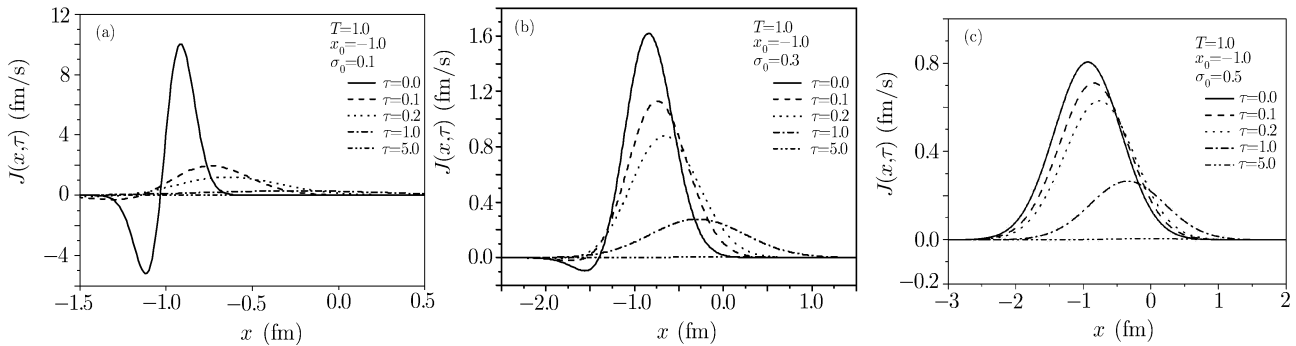 (a)
T=1.0
x₀=−1.0
σ₀=0.1
τ=0.0
τ=0.1
τ=0.2
τ=1.0
τ=5.0
12
8
4
0
−4
J(x,τ) (fm/s)
−1.5
−1.0
−0.5
0.0
0.5
x (fm)
(b)
T=1.0
x₀=−1.0
σ₀=0.3
τ=0.0
τ=0.1
τ=0.2
τ=1.0
τ=5.0
1.6
1.2
0.8
0.4
0.0
J(x,τ) (fm/s)
−2.0
−1.0
0.0
1.0
x (fm)
(c)
T=1.0
x₀=−1.0
σ₀=0.5
τ=0.0
τ=0.1
τ=0.2
τ=1.0
τ=5.0
0.8
0.4
0.0
−0.2
J(x,τ) (fm/s)
−3
−2
−1
0
1
2
x (fm)